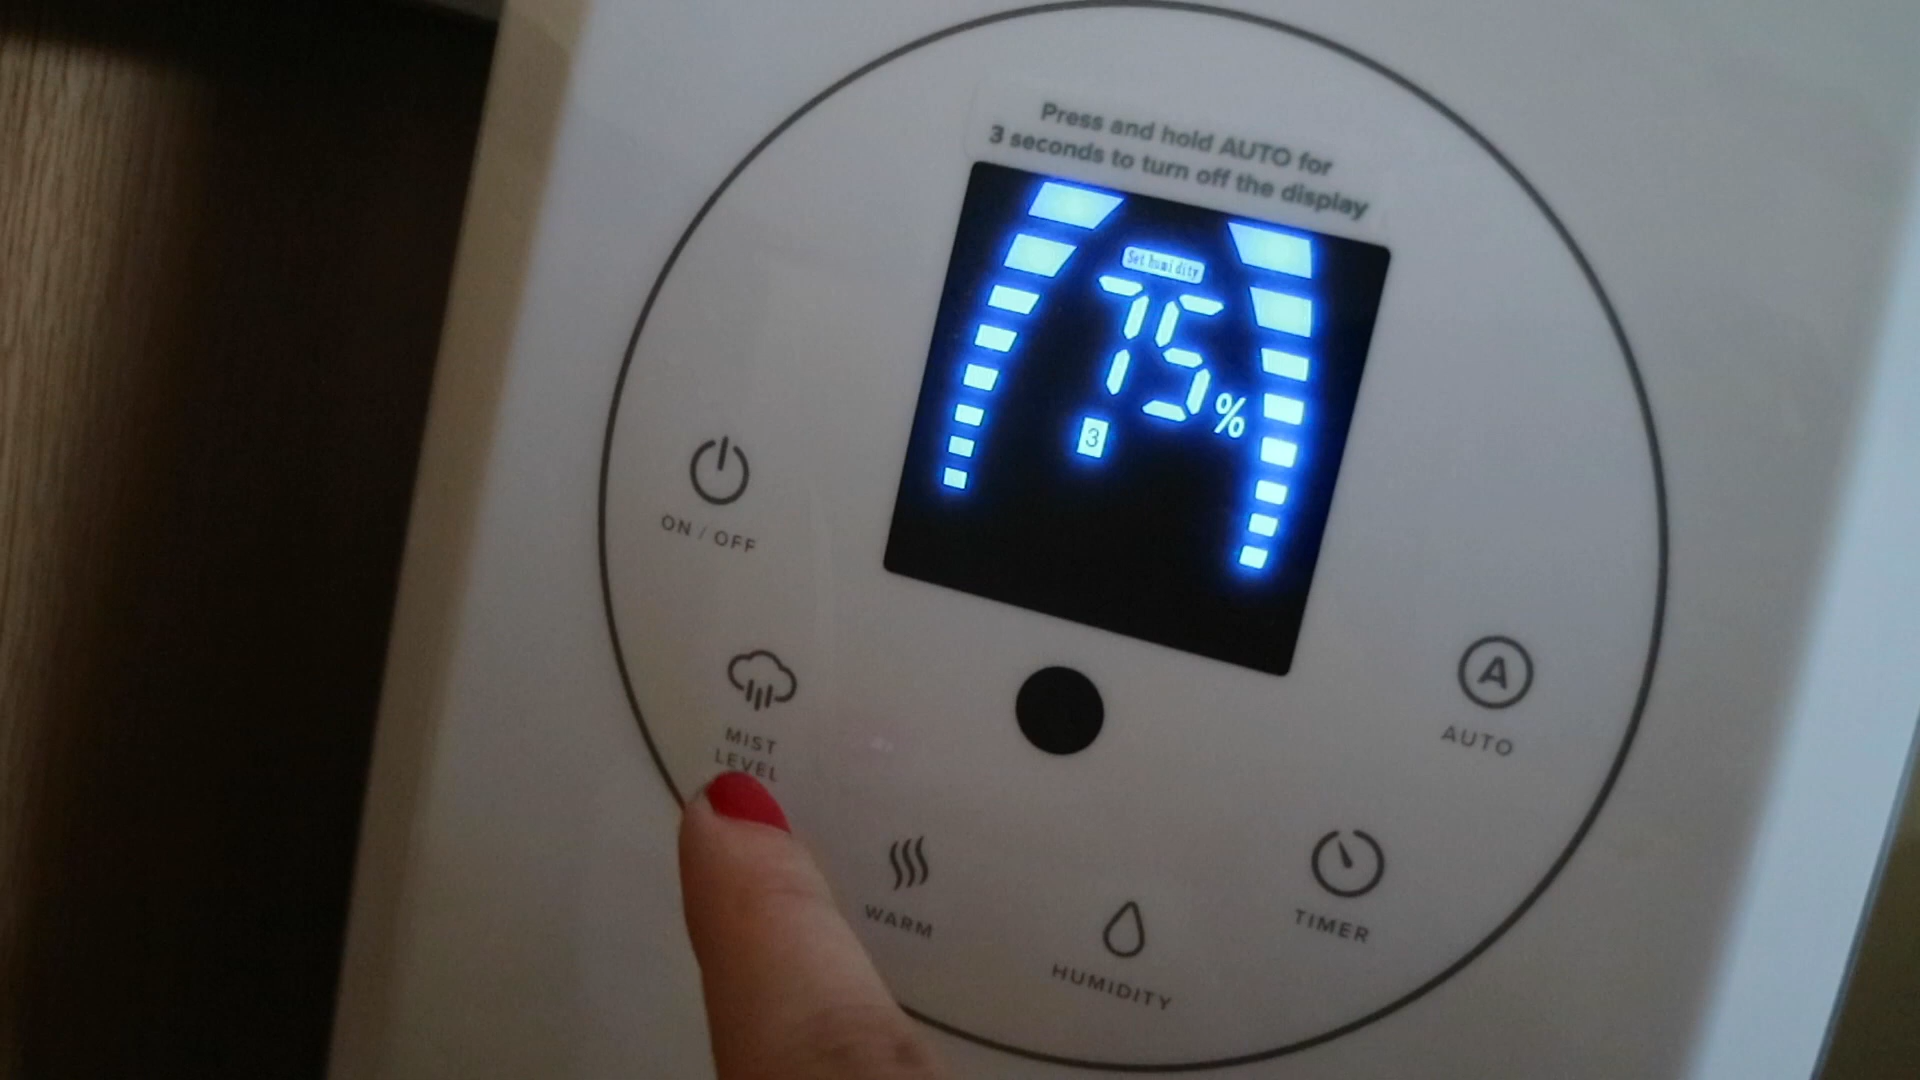 Press and hold AUTO for
3 seconds to turn off the display
Set humidity
75%
3
ON / OFF
MIST
LEVEL
WARM
HUMIDITY
TIMER
A
AUTO